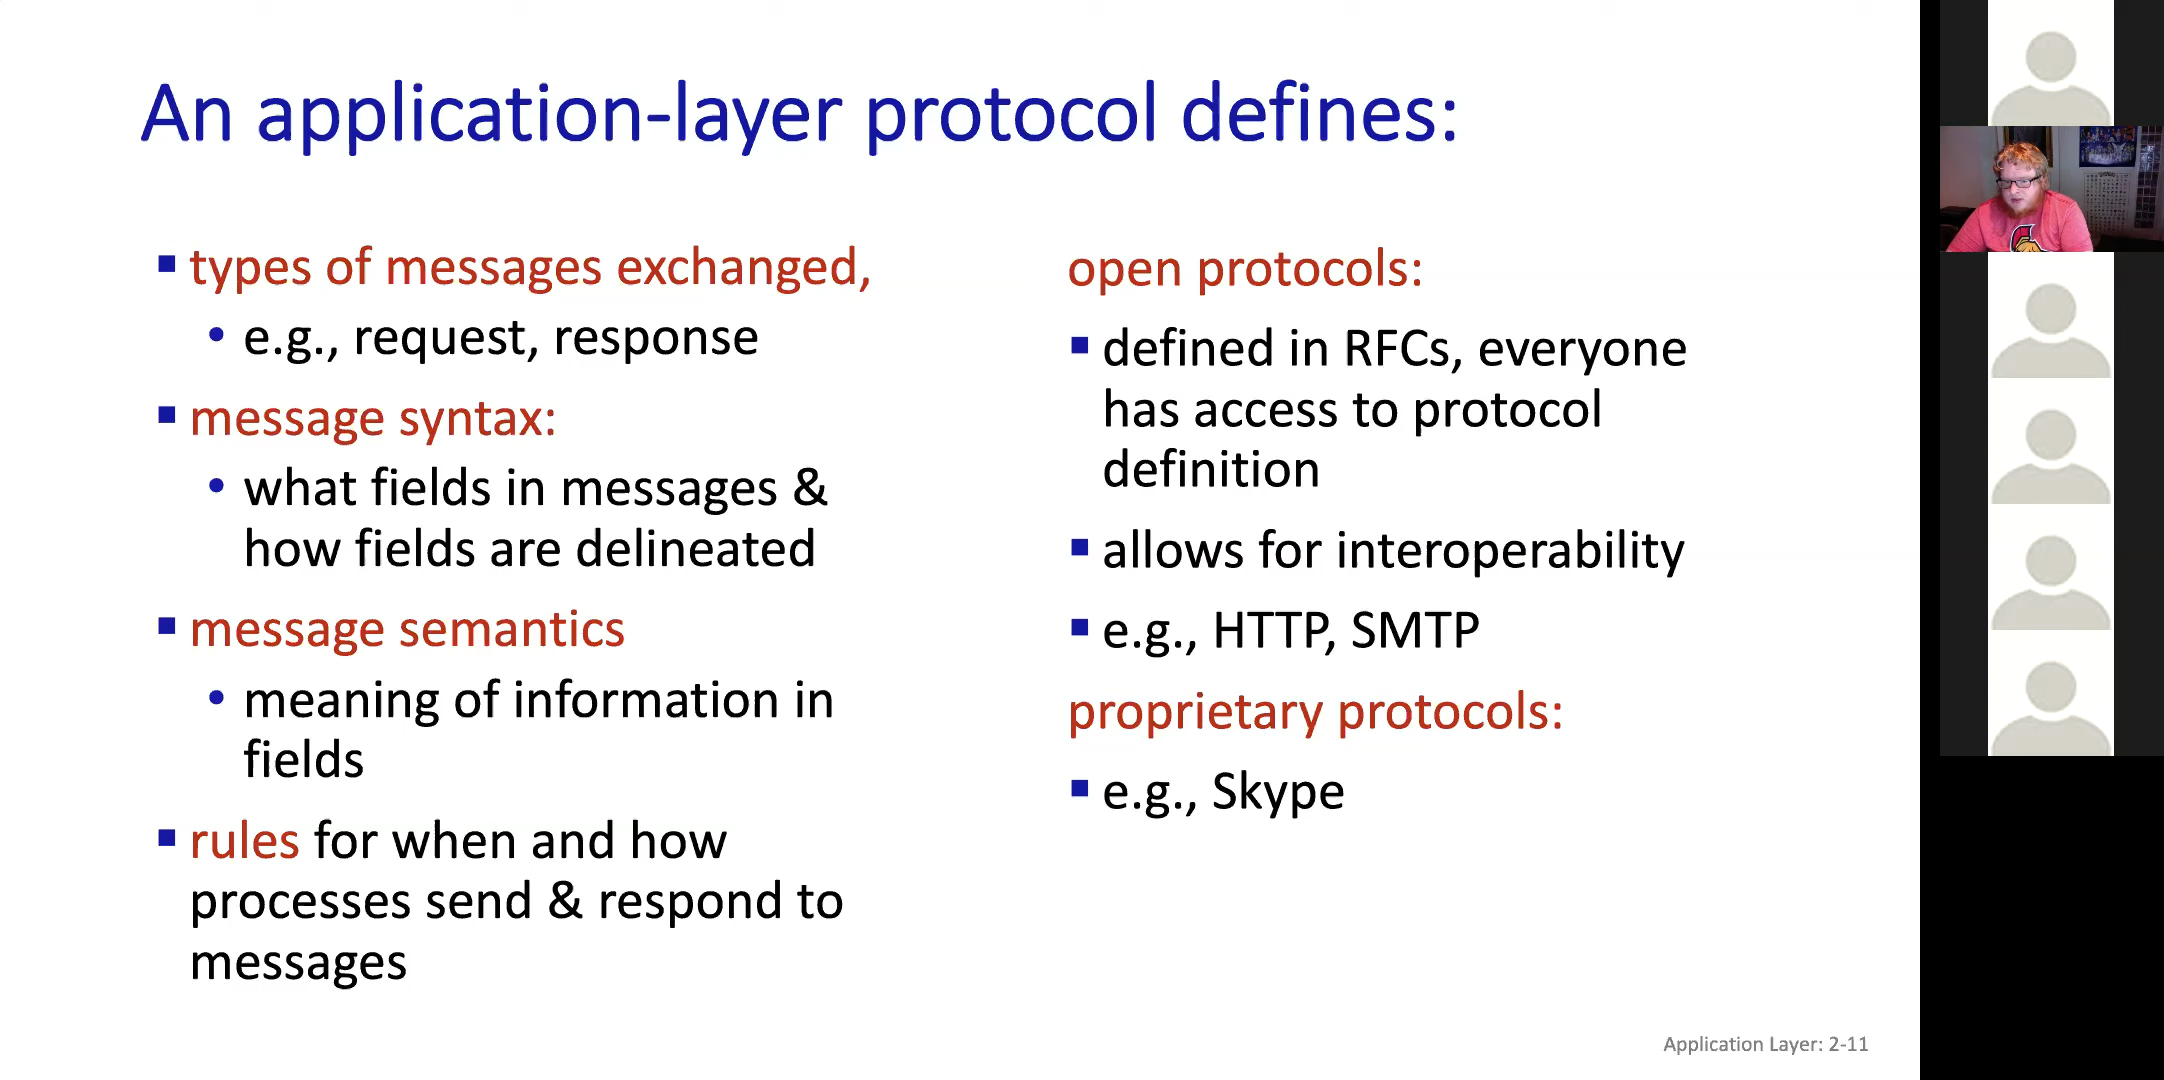 An application-layer protocol defines:
types of messages exchanged,
e.g., request, response
message syntax:
what fields in messages &
how fields are delineated
message semantics
meaning of information in
fields
rules for when and how
processes send & respond to
messages
open protocols:
defined in RFCs, everyone
has access to protocol
definition
allows for interoperability
e.g., HTTP, SMTP
proprietary protocols:
e.g., Skype
Application Layer: 2-11